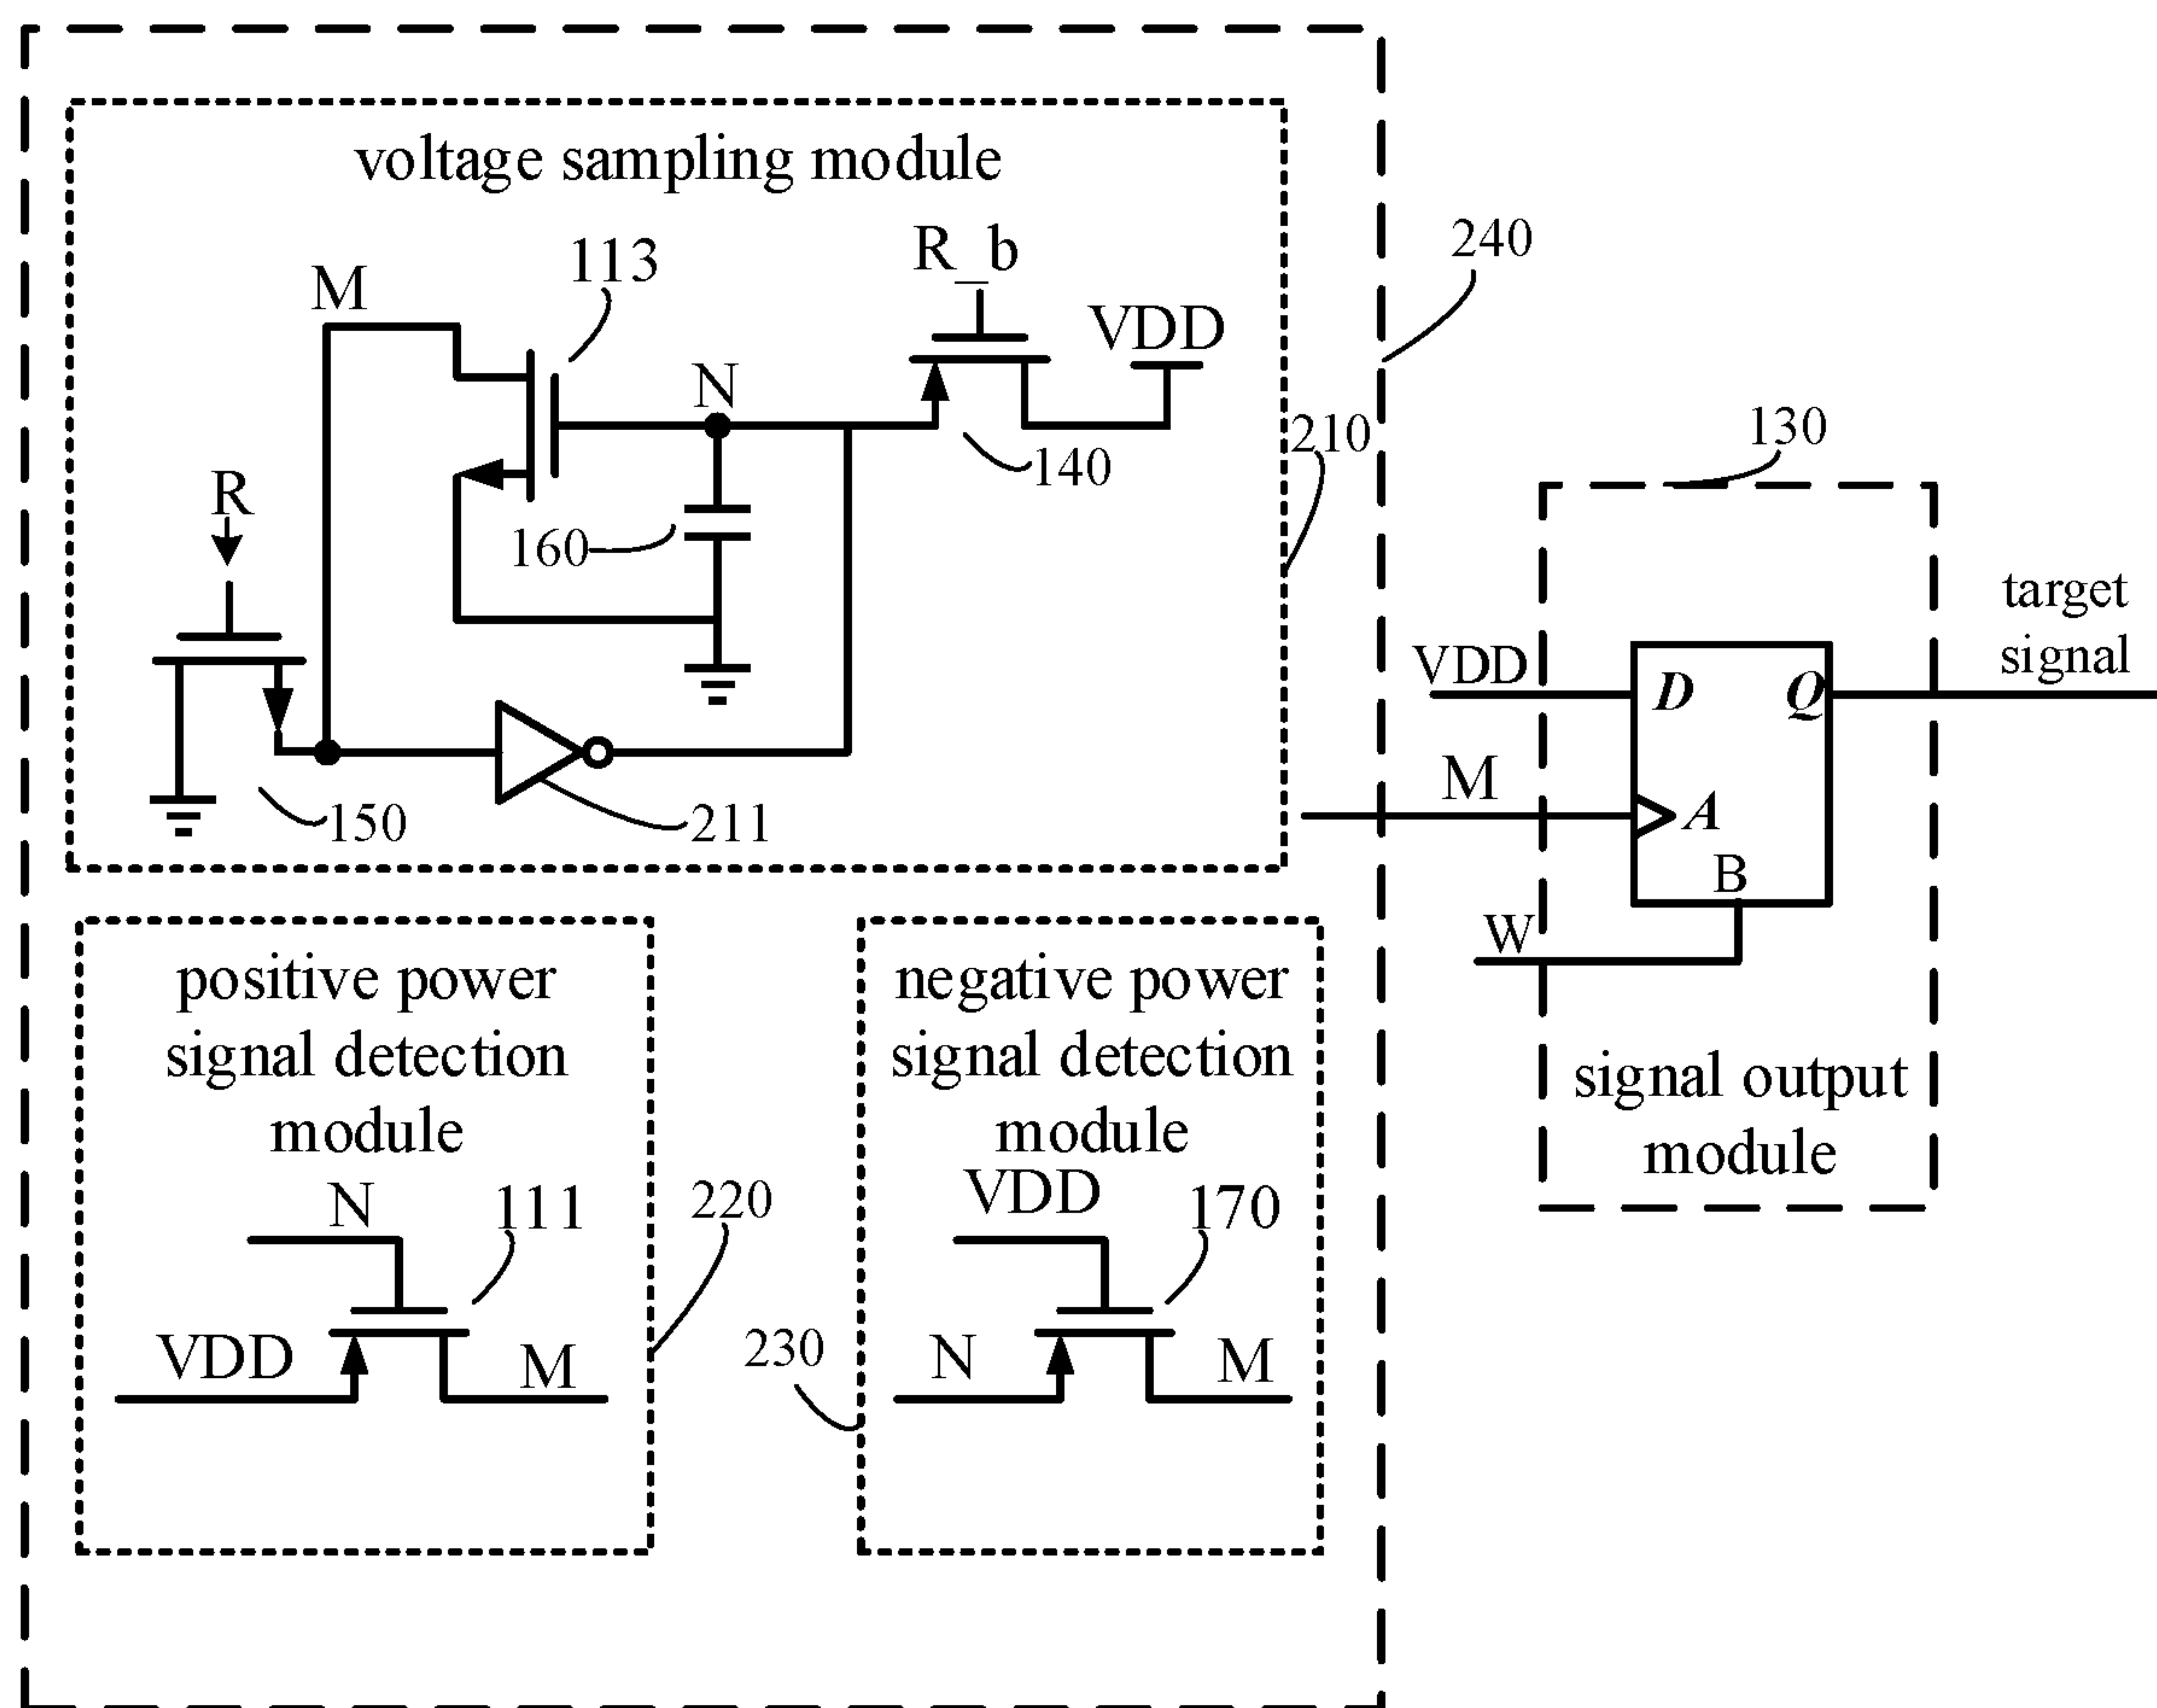 voltage sampling module
R_b
113
M
VDD
N
140
R
160
150
211
240
210
130
VDD
D
Q
target
signal
M
A
B
W
signal output
module
positive power
signal detection
module
N
111
220
VDD
M
negative power
signal detection
module
VDD
170
230
N
M